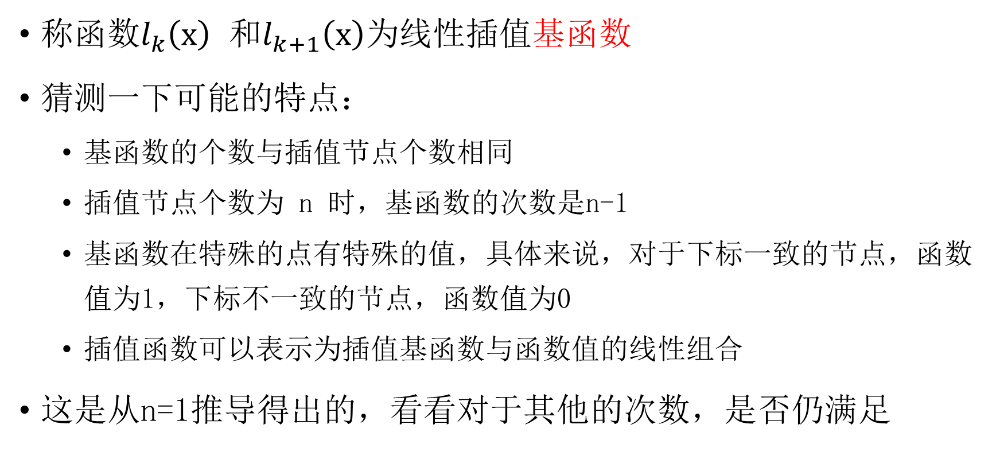 • 称函数lₖ(x) 和lₖ₊₁(x)为线性插值基函数
• 猜测一下可能的特点：
• 基函数的个数与插值节点个数相同
• 插值节点个数为 n 时，基函数的次数是n-1
• 基函数在特殊的点有特殊的值，具体来说，对于下标一致的节点，函数
值为1，下标不一致的节点，函数值为0
• 插值函数可以表示为插值基函数与函数值的线性组合
• 这是从n=1推导得出的，看看对于其他的次数，是否仍满足